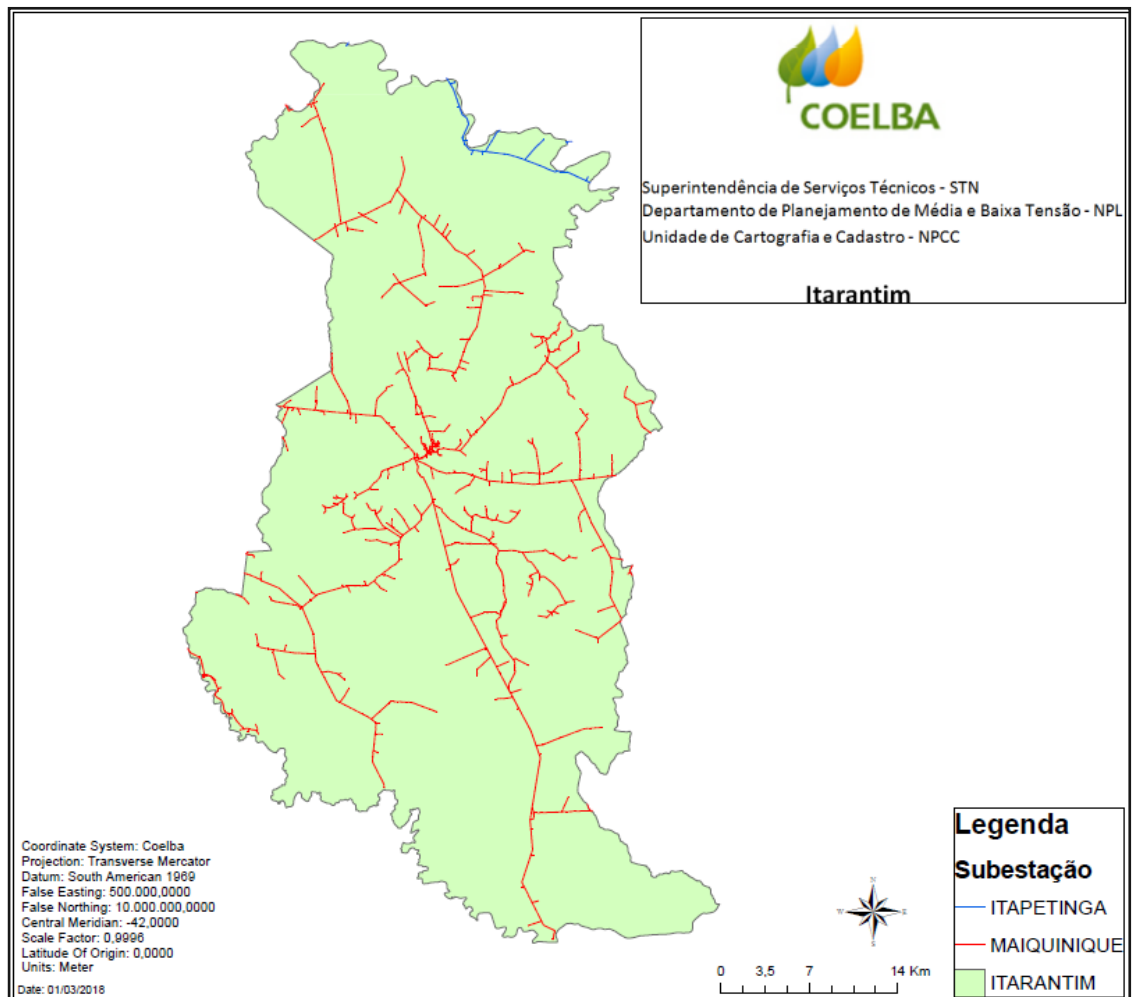 COELBA
Superintendência de Serviços Técnicos - STN
Departamento de Planejamento de Média e Baixa Tensão - NPL
Unidade de Cartografia e Cadastro - NPCC
Itarantim
Coordinate System: Coelba
Projection: Transverse Mercator
Datum: South American 1969
False Easting: 500.000,0000
False Northing: 10.000.000,0000
Central Meridian: -42,0000
Scale Factor: 0,9996
Latitude Of Origin: 0,0000
Units: Meter
Date: 01/03/2018
N
W E
S
0 3,5 7 14 Km
Legenda
Subestação
ITAPETINGA
MAIQUINIQUE
ITARANTIM